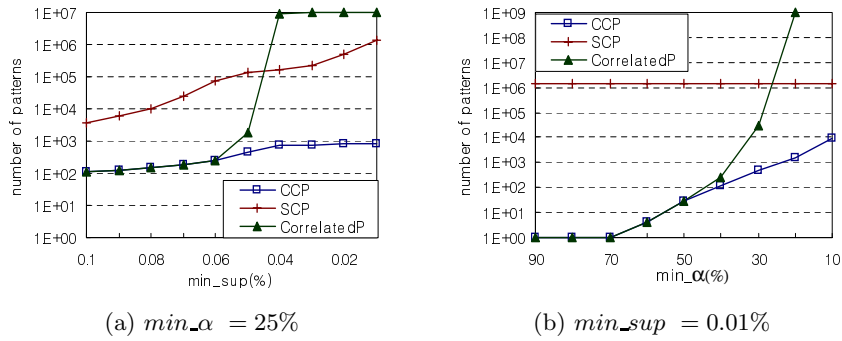 1E+07
1E+06
1E+05
1E+04
1E+03
1E+02
1E+01
1E+00
number of patterns
CCP
SCP
CorrelatedP
0.1 0.08 0.06 0.04 0.02
min_sup(%)
(a) min_α = 25%
1E+09
1E+08
1E+07
1E+06
1E+05
1E+04
1E+03
1E+02
1E+01
1E+00
number of patterns
CCP
SCP
CorrelatedP
90 70 50 30 10
min_α(%)
(b) min_sup = 0.01%